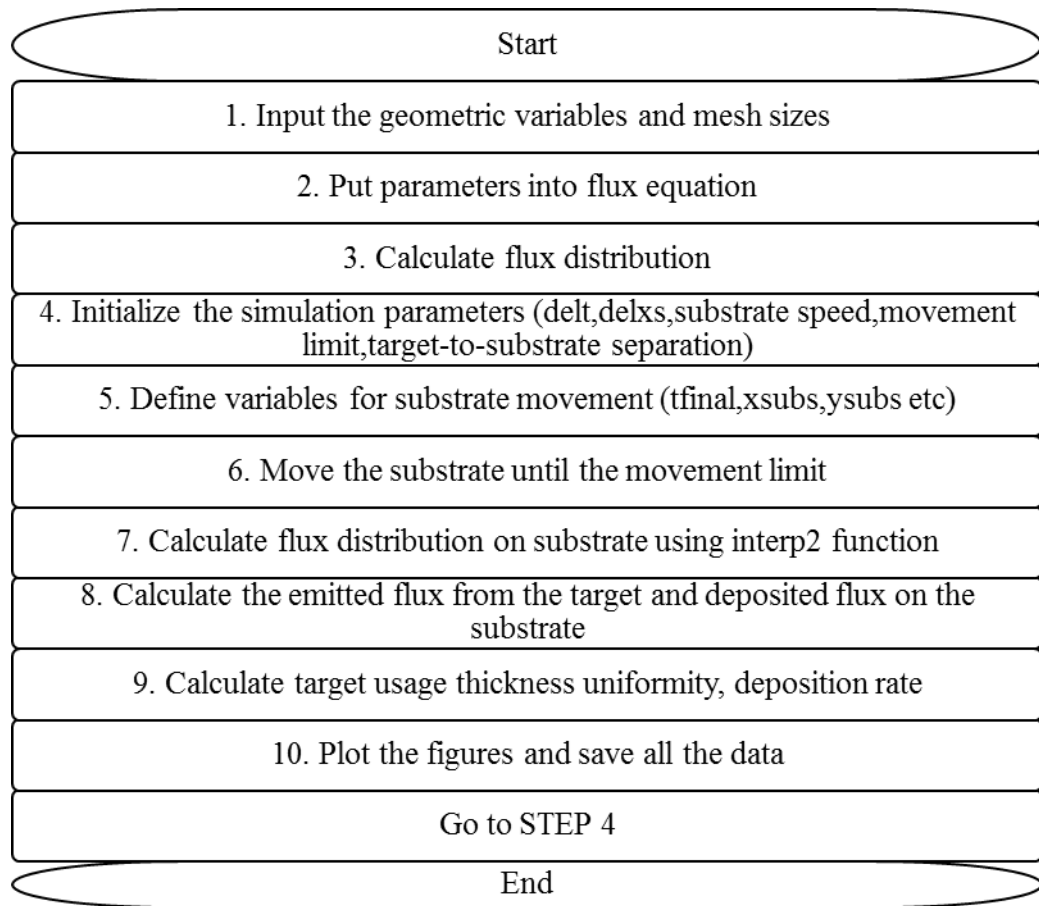 Start
1. Input the geometric variables and mesh sizes
2. Put parameters into flux equation
3. Calculate flux distribution
4. Initialize the simulation parameters (delt,delxs,substrate speed,movement
limit,target-to-substrate separation)
5. Define variables for substrate movement (tfinal,xsubs,ysubs etc)
6. Move the substrate until the movement limit
7. Calculate flux distribution on substrate using interp2 function
8. Calculate the emitted flux from the target and deposited flux on the
substrate
9. Calculate target usage thickness uniformity, deposition rate
10. Plot the figures and save all the data
Go to STEP 4
End